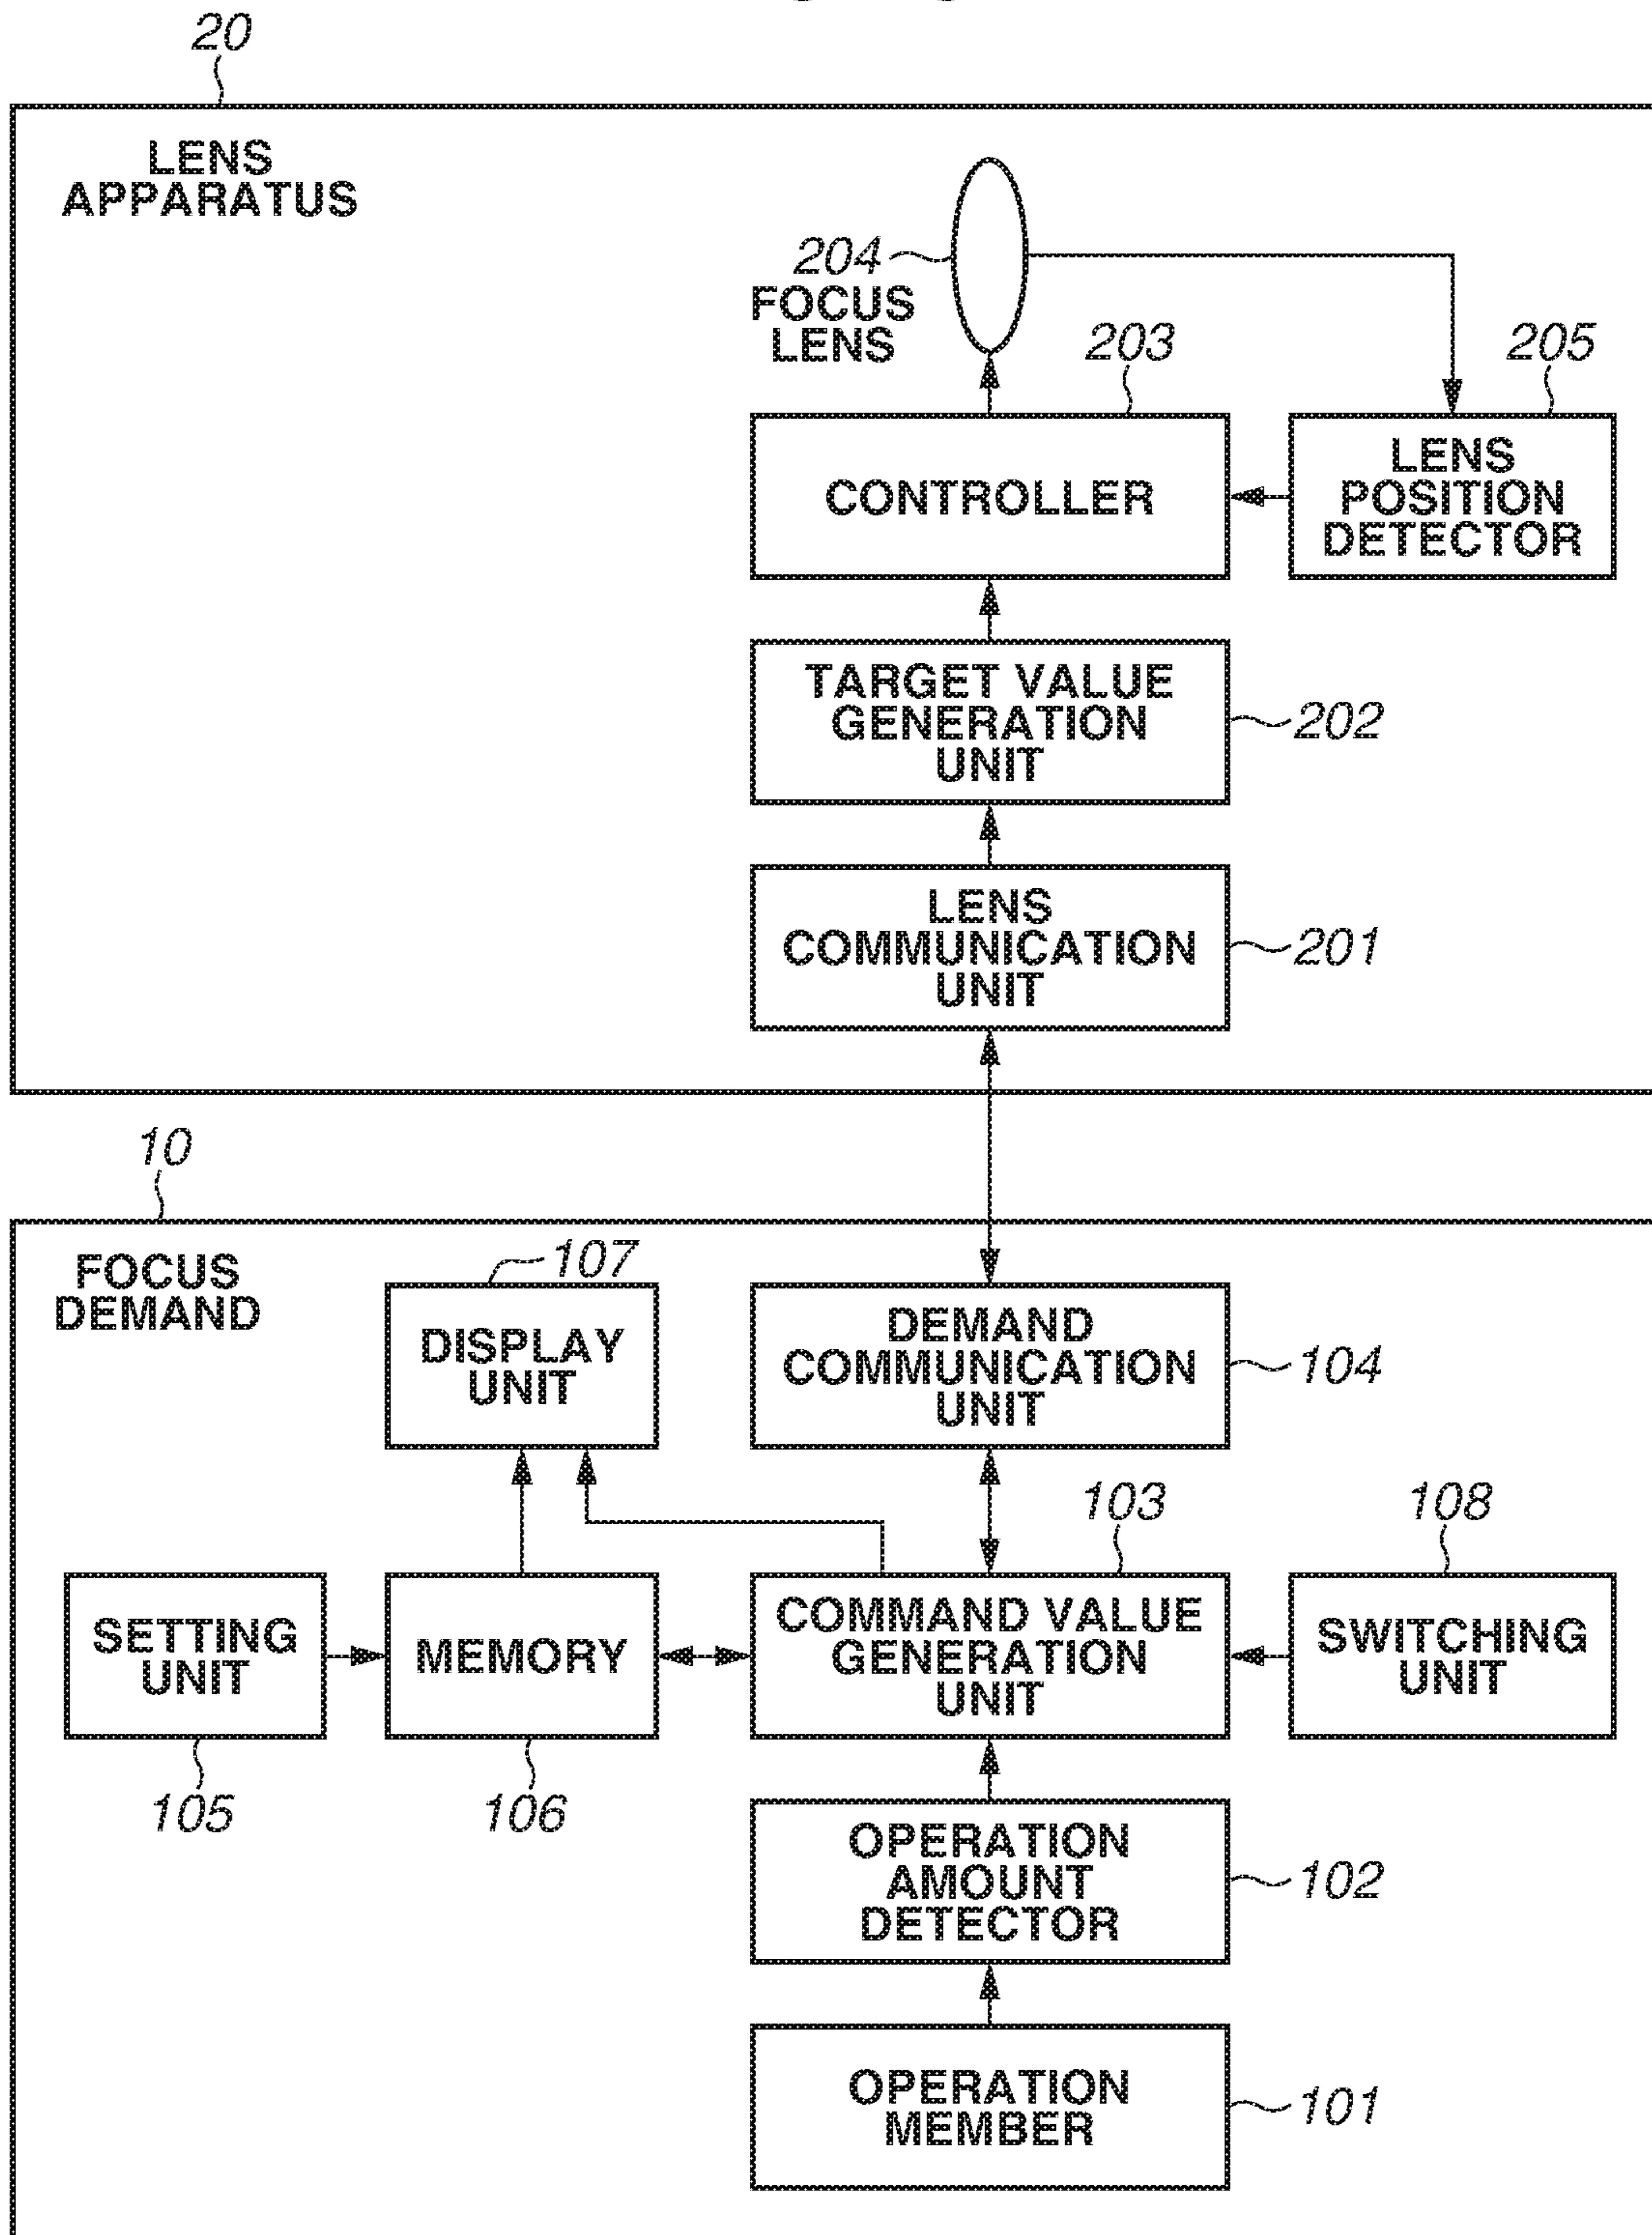 20
LENS
APPARATUS
204
FOCUS
LENS
203
205
CONTROLLER
LENS
POSITION
DETECTOR
TARGET VALUE
GENERATION
UNIT
202
LENS
COMMUNICATION
UNIT
201
10
FOCUS
DEMAND
107
DISPLAY
UNIT
DEMAND
COMMUNICATION
UNIT
104
103
108
SETTING
UNIT
MEMORY
COMMAND VALUE
GENERATION
UNIT
SWITCHING
UNIT
105
106
OPERATION
AMOUNT
DETECTOR
102
OPERATION
MEMBER
101